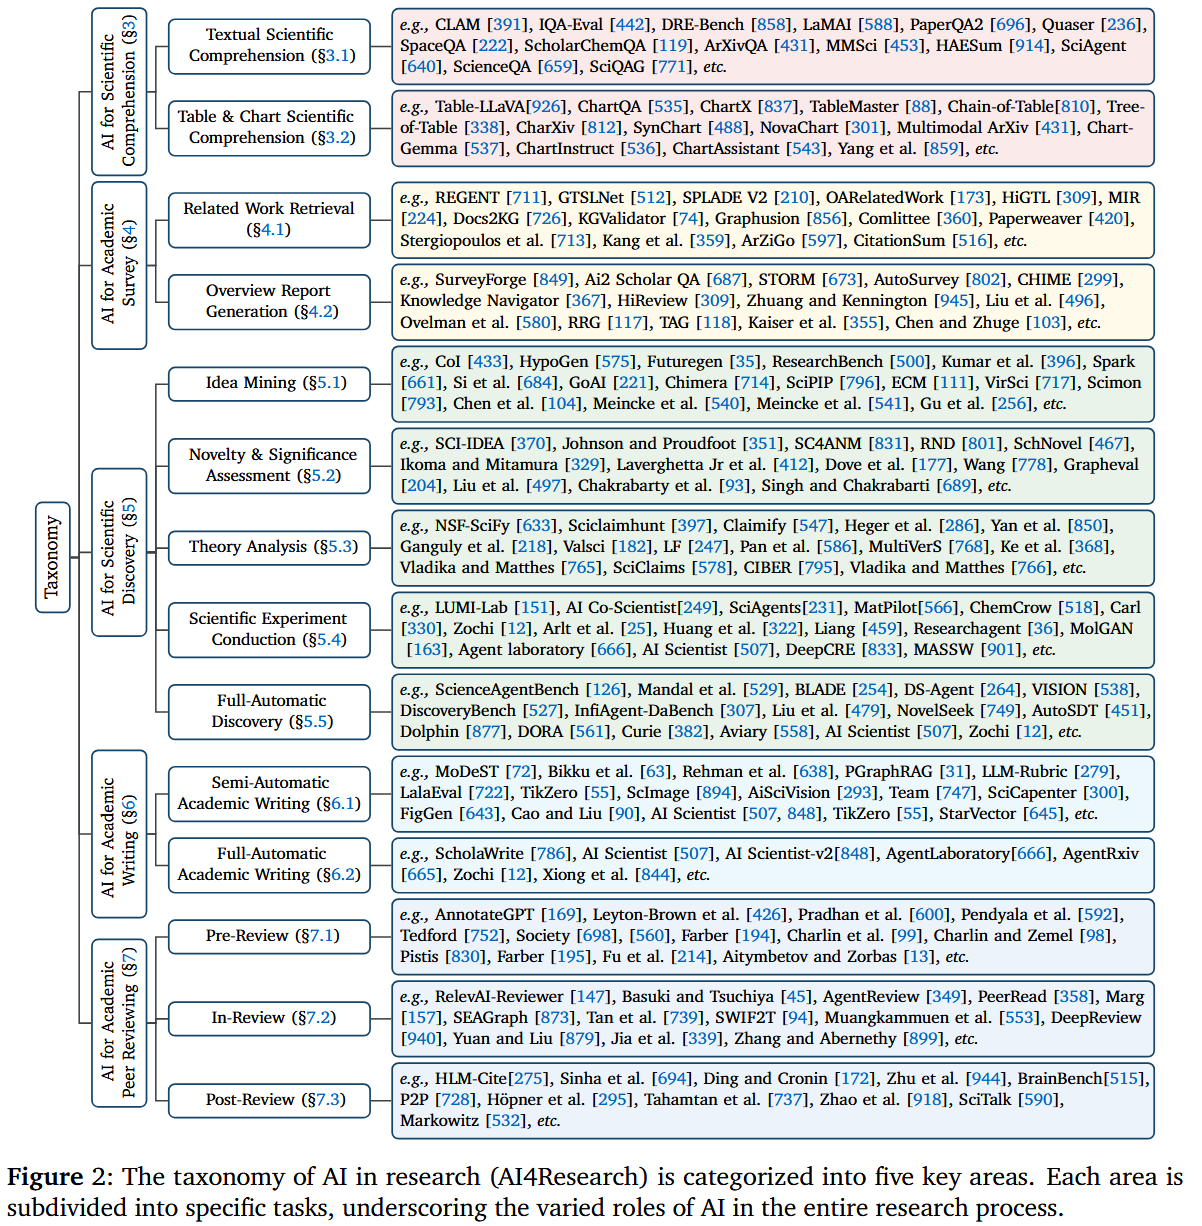 Taxonomy
AI for Scientific
Comprehension (§3)
Textual Scientific
Comprehension (§3.1)
e.g., CLAM [391], IQA-Eval [442], DRE-Bench [858], LaMAI [588], PaperQA2 [696], Quaser [236],
SpaceQA [222], ScholarChemQA [119], ArXivQA [431], MMSci [453], HAESum [914], SciAgent
[640], ScienceQA [659], SciQAG [771], etc.
Table & Chart Scientific
Comprehension (§3.2)
e.g., Table-LLaVA[926], ChartQA [535], ChartX [837], TableMaster [88], Chain-of-Table[810], Tree-
of-Table [338], CharXiv [812], SynChart [488], NovaChart [301], Multimodal ArXiv [431], Chart-
Gemma [537], ChartInstruct [536], ChartAssistant [543], Yang et al. [859], etc.
AI for Academic
Survey (§4)
Related Work Retrieval
(§4.1)
e.g., REGENT [711], GTSLNet [512], SPLADE V2 [210], OARelatedWork [173], HiGTL [309], MIR
[224], Docs2KG [726], KGValidator [74], Graphusion [856], Comlittee [360], Paperweaver [420]
Stergiopoulos et al. [713], Kang et al. [359], ArZiGo [597], CitationSum [516], etc.
Overview Report
Generation (§4.2)
e.g., SurveyForge [849], Ai2 Scholar QA [687], STORM [673], AutoSurvey [802], CHIME [299],
Knowledge Navigator [367], HiReview [309], Zhuang and Kennington [945], Liu et al. [496],
Ovelman et al. [580], RRG [117], TAG [118], Kaiser et al. [355], Chen and Zhuge [103], etc.
AI for Scientific
Discovery (§5)
Idea Mining (§5.1)
e.g., CoI [433], HypoGen [575], Futuregen [35], ResearchBench [500], Kumar et al. [396], Spark
[661], Si et al. [684], GoAI [221], Chimera [714], SciPIP [796], ECM [111], VirSci [717], Scimon
[793], Chen et al. [104], Meincke et al. [540], Meincke et al. [541], Gu et al. [256], etc.
Novelty & Significance
Assessment (§5.2)
e.g., SCI-IDEA [370], Johnson and Proudfoot [351], SC4ANM [831], RND [801], SchNovel [467],
Ikoma and Mitamura [329], Laverghetta Jr et al. [412], Dove et al. [177], Wang [778], Grapheval
[204], Liu et al. [497], Chakrabarty et al. [93], Singh and Chakrabarti [689], etc.
Theory Analysis (§5.3)
e.g., NSF-SciFy [633], Sciclaimhunt [397], Claimify [547], Heger et al. [286], Yan et al. [850],
Ganguly et al. [218], Valsci [182], LF [247], Pan et al. [586], MultiVerS [768], Ke et al. [368],
Vladika and Matthes [765], SciClaims [578], CIBER [795], Vladika and Matthes [766], etc.
Scientific Experiment
Conduction (§5.4)
e.g., LUMI-Lab [151], AI Co-Scientist[249], SciAgents[231], MatPilot[566], ChemCrow [518], Carl
[330], Zochi [12], Arlt et al. [25], Huang et al. [322], Liang [459], Researchagent [36], MolGAN
[163], Agent laboratory [666], AI Scientist [507], DeepCRE [833], MASSW [901], etc.
Full-Automatic
Discovery (§5.5)
e.g., ScienceAgentBench [126], Mandal et al. [529], BLADE [254], DS-Agent [264], VISION [538],
DiscoveryBench [527], InfiAgent-DaBench [307], Liu et al. [479], NovelSeek [749], AutoSDT [451],
Dolphin [877], DORA [561], Curie [382], Aviary [558], AI Scientist [507], Zochi [12], etc.
AI for Academic
Writing (§6)
Semi-Automatic
Academic Writing (§6.1)
e.g., MoDeST [72], Bikku et al. [63], Rehman et al. [638], PGraphRAG [31], LLM-Rubric [279],
LalaEval [722], TikZero [55], ScImage [894], AiSciVision [293], Team [747], SciCapenter [300],
FigGen [643], Cao and Liu [90], AI Scientist [507, 848], TikZero [55], StarVector [645], etc.
Full-Automatic
Academic Writing (§6.2)
e.g., ScholaWrite [786], AI Scientist [507], AI Scientist-v2[848], AgentLaboratory[666], AgentRxiv
[665], Zochi [12], Xiong et al. [844], etc.
AI for Academic
Peer Reviewing (§7)
Pre-Review (§7.1)
e.g., AnnotateGPT [169], Leyton-Brown et al. [426], Pradhan et al. [600], Pendyala et al. [592],
Tedford [752], Society [698], [560], Farber [194], Charlin et al. [99], Charlin and Zemel [98],
Pistis [830], Farber [195], Fu et al. [214], Aitymbetov and Zorbas [13], etc.
In-Review (§7.2)
e.g., RelevAI-Reviewer [147], Basuki and Tsuchiya [45], AgentReview [349], PeerRead [358], Marg
[157], SEAGraph [873], Tan et al. [739], SWIF2T [94], Muangkammuen et al. [553], DeepReview
[940], Yuan and Liu [879], Jia et al. [339], Zhang and Abernethy [899], etc.
Post-Review (§7.3)
e.g., HLM-Cite[275], Sinha et al. [694], Ding and Cronin [172], Zhu et al. [944], BrainBench[515],
P2P [728], Höpner et al. [295], Tahamtan et al. [737], Zhao et al. [918], SciTalk [590],
Markowitz [532], etc.
Figure 2: The taxonomy of AI in research (AI4Research) is categorized into five key areas. Each area is
subdivided into specific tasks, underscoring the varied roles of AI in the entire research process.